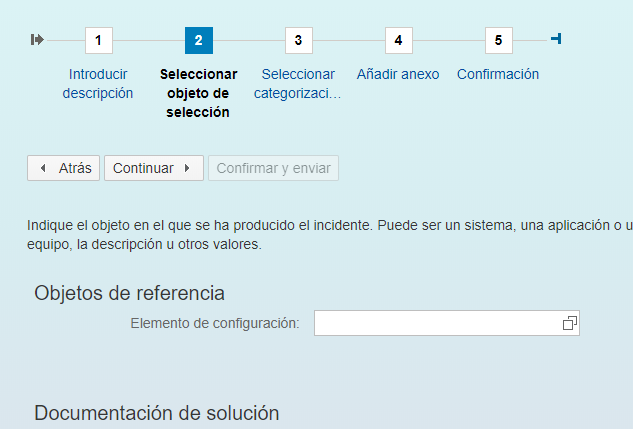 1 2 3 4 5
Introducir Seleccionar Seleccionar Añadir anexo Confirmación
descripción objeto de categorizaci...
selección
Atrás Continuar Confirmar y enviar
Indique el objeto en el que se ha producido el incidente. Puede ser un sistema, una aplicación o u
equipo, la descripción u otros valores.
Objetos de referencia
Elemento de configuración:
Documentación de solución